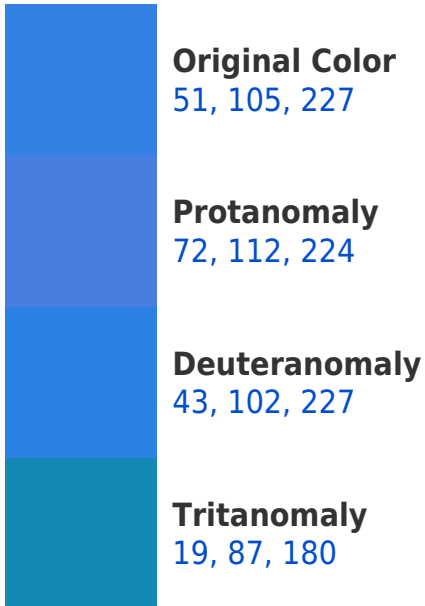 Original Color
51, 105, 227
Protanomaly
72, 112, 224
Deuteranomaly
43, 102, 227
Tritanomaly
19, 87, 180